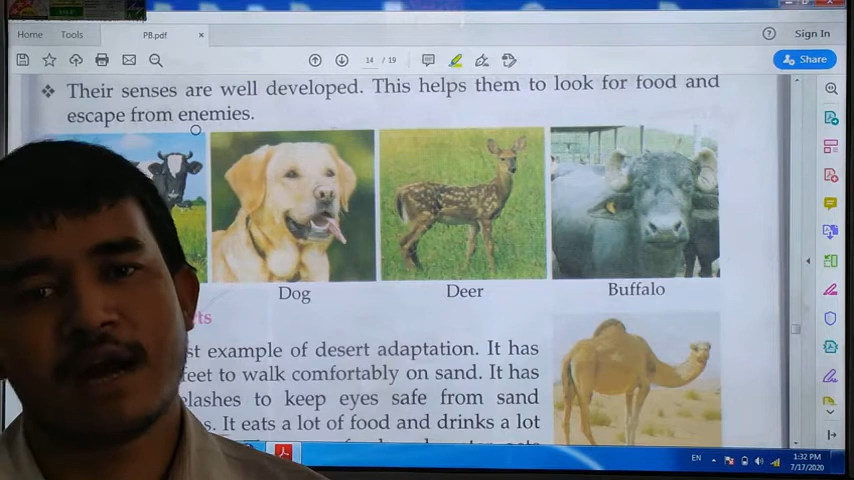 Home Tools PB.pdf × Sign In
14 / 19 Share
❖ Their senses are well developed. This helps them to look for food and
escape from enemies.
Dog Deer Buffalo
rts
st example of desert adaptation. It has
feet to walk comfortably on sand. It has
elashes to keep eyes safe from sand
s. It eats a lot of food and drinks a lot
EN 1:32 PM
7/17/2020